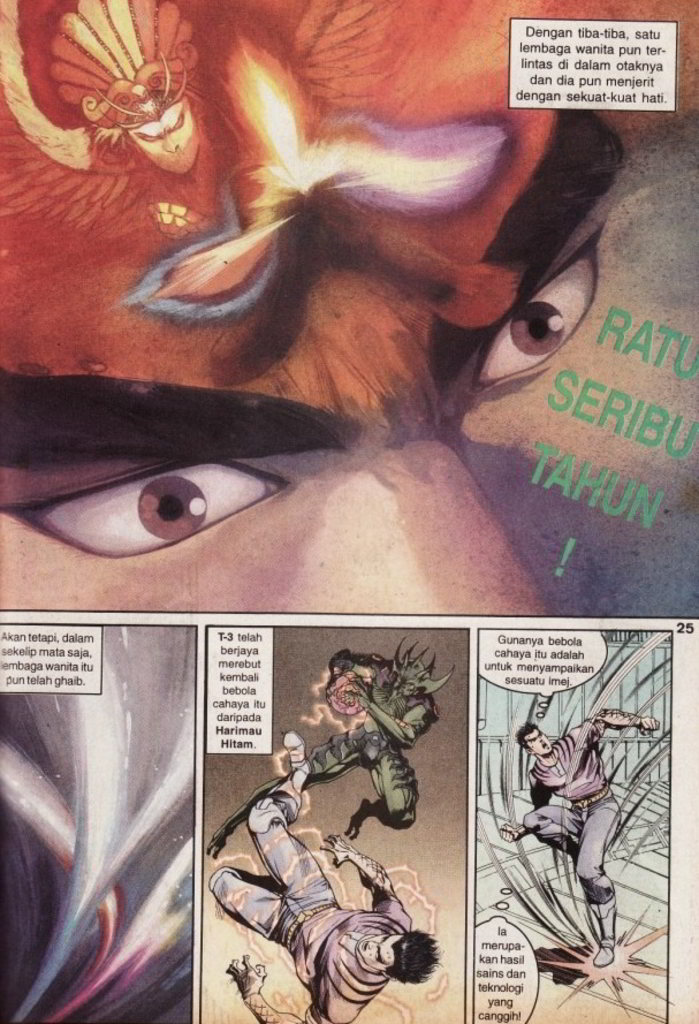 Dengan tiba-tiba, satu
lembaga wanita pun ter-
lintas di dalam otaknya
dan dia pun menjerit
dengan sekuat-kuat hati.
RATU
SERIBU
TAHUN
!
25
Akan tetapi, dalam
sekelip mata saja,
lembaga wanita itu
pun telah ghaib.
T-3 telah
berjaya
merebut
kembali
bebola
cahaya itu
daripada
Harimau
Hitam.
Gunanya bebola
cahaya itu adalah
untuk menyampaikan
sesuatu imej.
Ia
merupa-
kan hasil
sains dan
teknologi
yang
canggih!